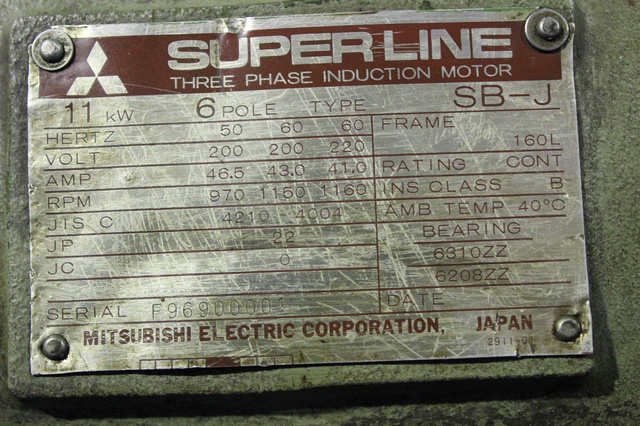 SUPER LINE
THREE PHASE INDUCTION MOTOR
11 kW 6 POLE TYPE SB-J
HERTZ 50 60 60 FRAME 160L
VOLT 200 200 220
AMP 46.5 43.0 41.0 RATING CONT
RPM 970 1150 1160 INS CLASS B
JIS C 4210 4004 AMB TEMP 40°C
JP 22 BEARING
JC 0 6310ZZ
6208ZZ
SERIAL F96900001 DATE
MITSUBISHI ELECTRIC CORPORATION, JAPAN